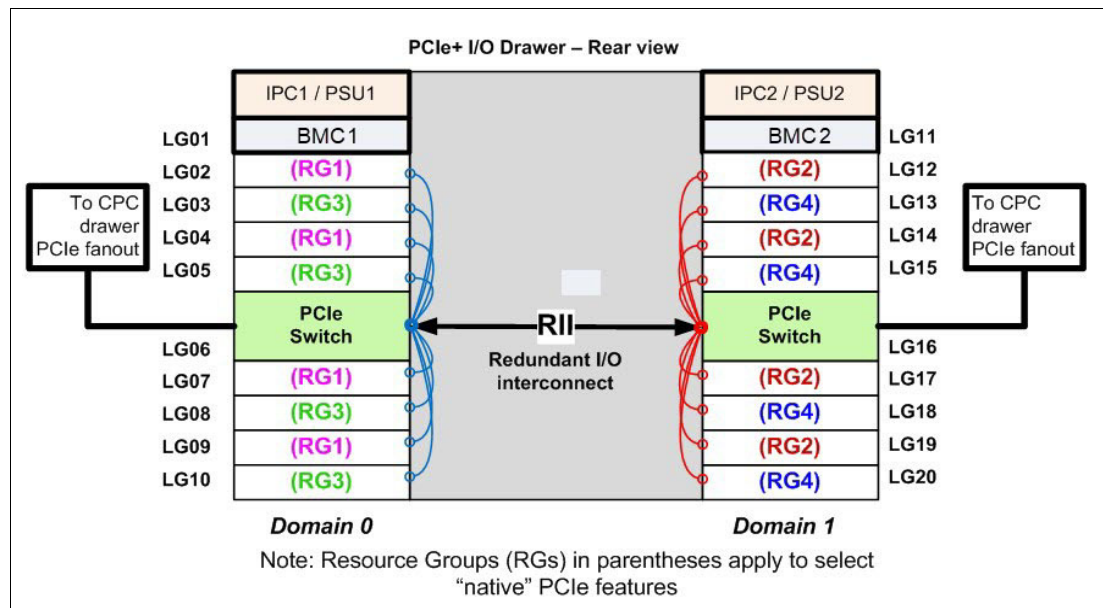 PCIe+ I/O Drawer – Rear view
IPC1 / PSU1
IPC2 / PSU2
LG01
BMC1
BMC2
LG11
LG02
(RG1)
(RG2)
LG12
To CPC
drawer
PCIe fanout
LG03
(RG3)
(RG4)
LG13
To CPC
drawer
PCIe fanout
LG04
(RG1)
(RG2)
LG14
LG05
(RG3)
(RG4)
LG15
PCIe
Switch
RII
Redundant I/O
interconnect
PCIe
Switch
LG06
LG16
LG07
(RG1)
(RG2)
LG17
LG08
(RG3)
(RG4)
LG18
LG09
(RG1)
(RG2)
LG19
LG10
(RG3)
(RG4)
LG20
Domain 0
Domain 1
Note: Resource Groups (RGs) in parentheses apply to select
“native” PCIe features